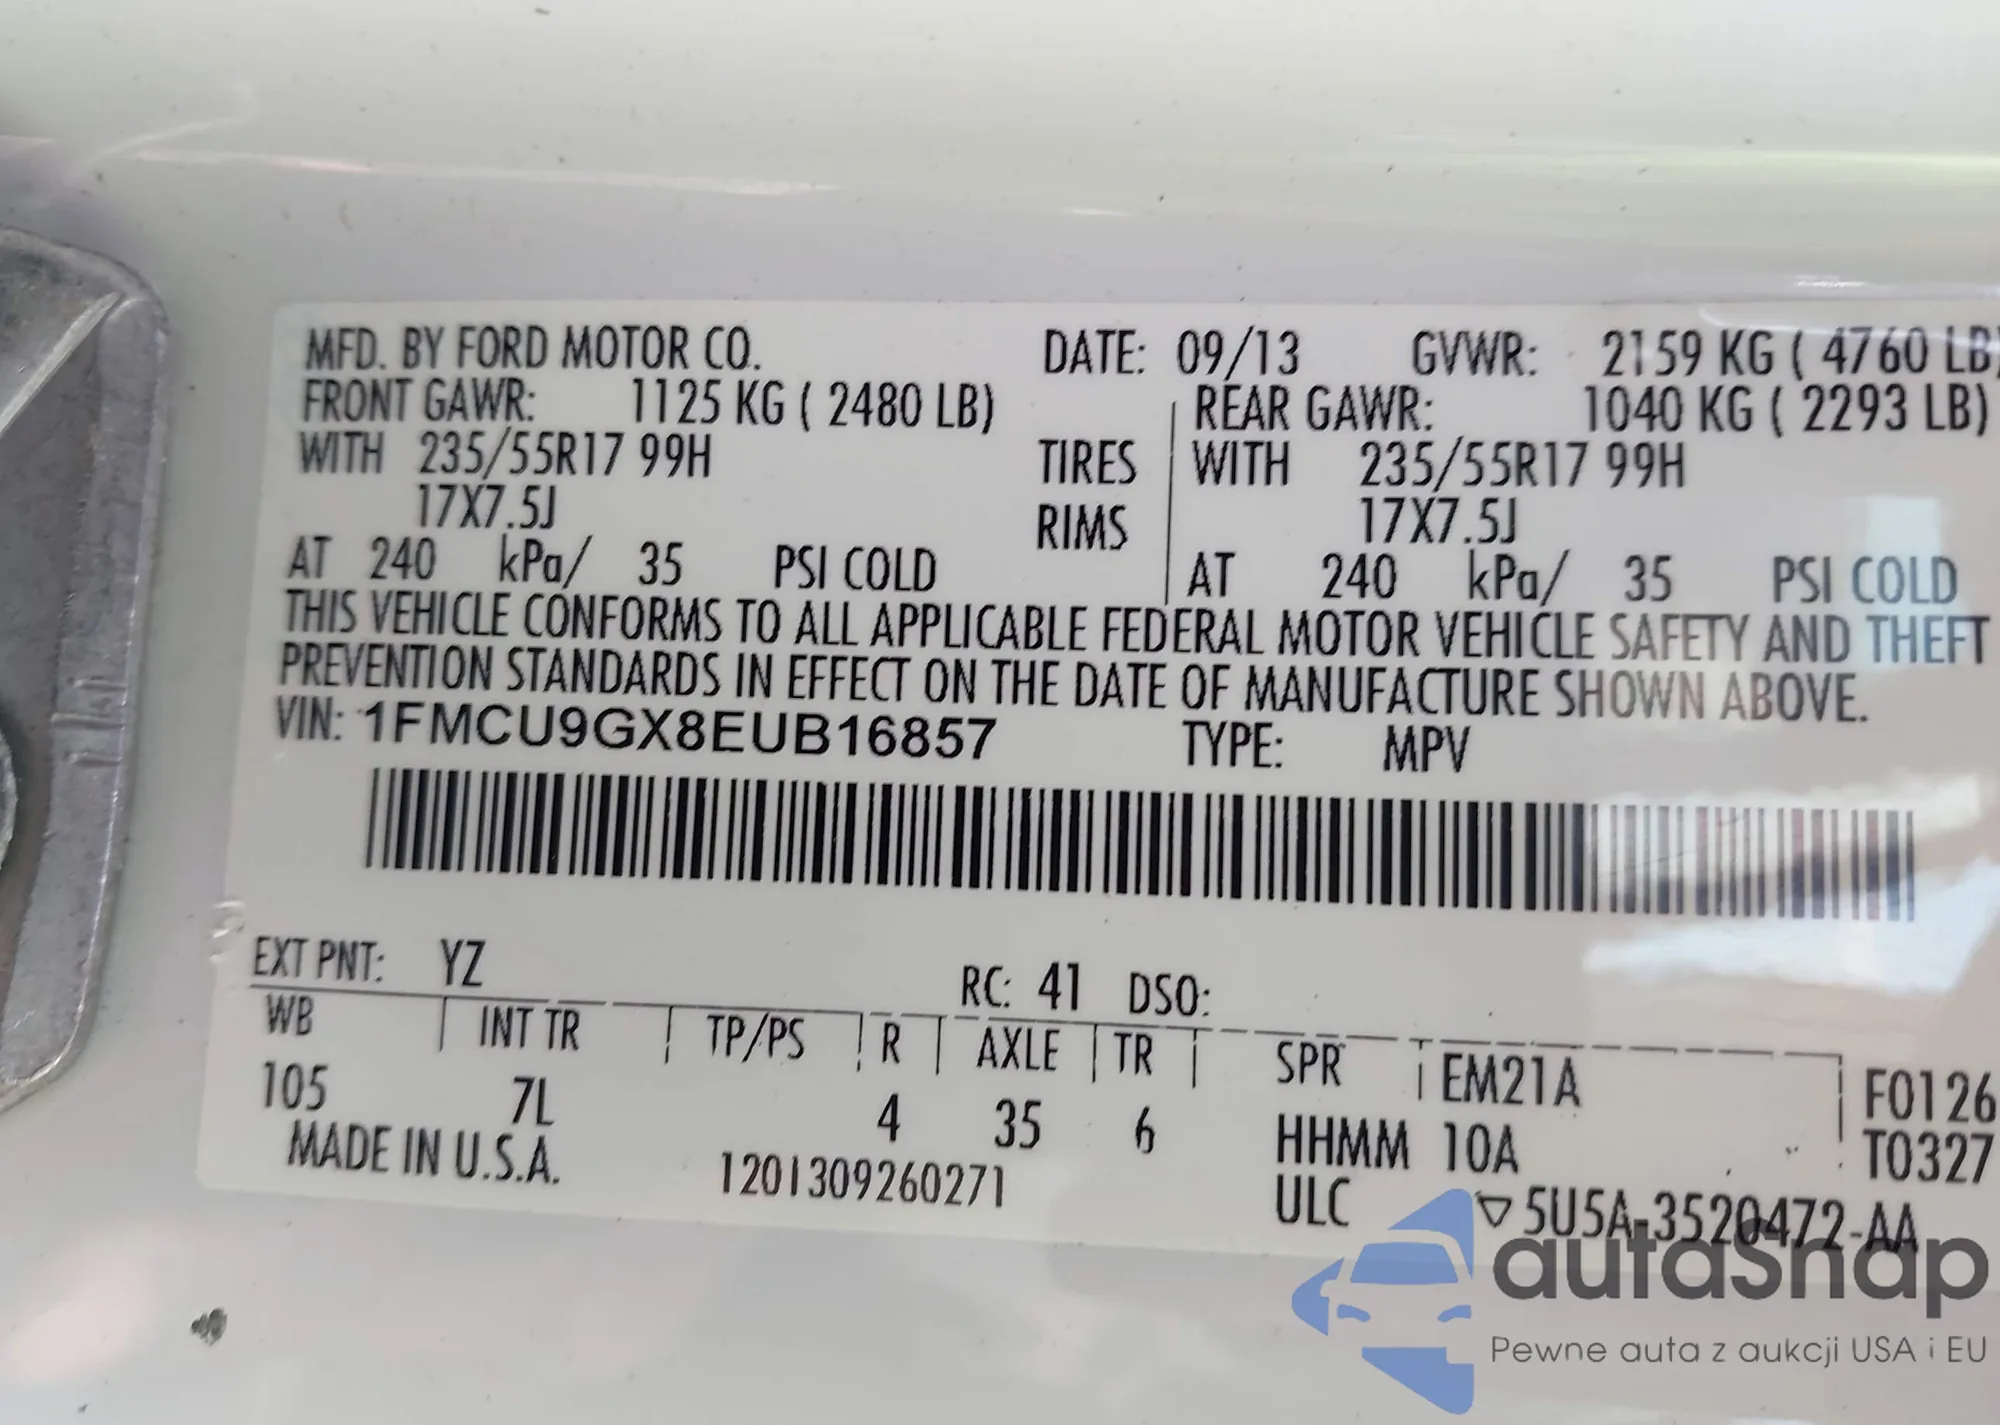 MFD. BY FORD MOTOR CO. DATE: 09/13 GVWR: 2159 KG ( 4760 LB)
FRONT GAWR: 1125 KG ( 2480 LB) REAR GAWR: 1040 KG ( 2293 LB)
WITH 235/55R17 99H TIRES WITH 235/55R17 99H
17X7.5J RIMS 17X7.5J
AT 240 kPa/ 35 PSI COLD AT 240 kPa/ 35 PSI COLD
THIS VEHICLE CONFORMS TO ALL APPLICABLE FEDERAL MOTOR VEHICLE SAFETY AND THEFT
PREVENTION STANDARDS IN EFFECT ON THE DATE OF MANUFACTURE SHOWN ABOVE.
VIN: 1FMCU9GX8EUB16857 TYPE: MPV
EXT PNT: YZ RC: 41 DSO:
WB INT TR TP/PS R AXLE TR SPR EM21A F0126
105 7L 4 35 6 HHMM 10A T0327
MADE IN U.S.A. 1201309260271 ULC ▽5U5A-3520472-AA
autaSnap
Pewne auta z aukcji USA i EU